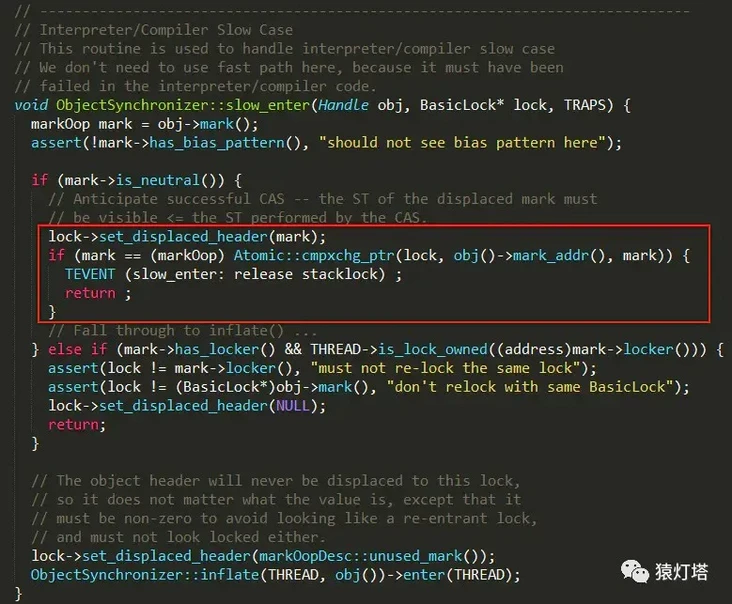 // -----------------------------------------------------------------------------
// Interpreter/Compiler Slow Case
// This routine is used to handle interpreter/compiler slow case
// We don't need to use fast path here, because it must have been
// failed in the interpreter/compiler code.
void ObjectSynchronizer::slow_enter(Handle obj, BasicLock* lock, TRAPS) {
  markOop mark = obj->mark();
  assert(!mark->has_bias_pattern(), "should not see bias pattern here");

  if (mark->is_neutral()) {
    // Anticipate successful CAS -- the ST of the displaced mark must
    // be visible <= the ST performed by the CAS.
    lock->set_displaced_header(mark);
    if (mark == (markOop) Atomic::cmpxchg_ptr(lock, obj()->mark_addr(), mark)) {
      TEVENT (slow_enter: release stacklock) ;
      return ;
    }
    // Fall through to inflate() ...
  } else if (mark->has_locker() && THREAD->is_lock_owned((address)mark->locker())) {
    assert(lock != mark->locker(), "must not re-lock the same lock");
    assert(lock != (BasicLock*)obj->mark(), "don't relock with same BasicLock");
    lock->set_displaced_header(NULL);
    return;
  }

  // The object header will never be displaced to this lock,
  // so it does not matter what the value is, except that it
  // must be non-zero to avoid looking like a re-entrant lock,
  // and must not look locked either.
  lock->set_displaced_header(markOopDesc::unused_mark());
  ObjectSynchronizer::inflate(THREAD, obj())->enter(THREAD);
}
猿灯塔